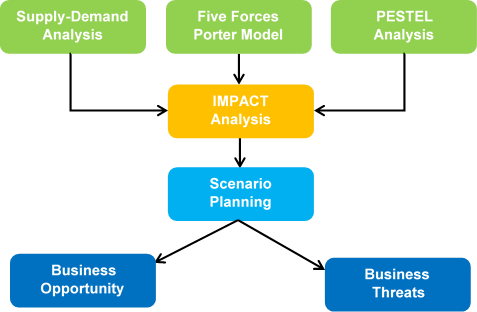 Supply-Demand
Analysis
Five Forces
Porter Model
PESTEL
Analysis
IMPACT
Analysis
Scenario
Planning
Business
Opportunity
Business
Threats